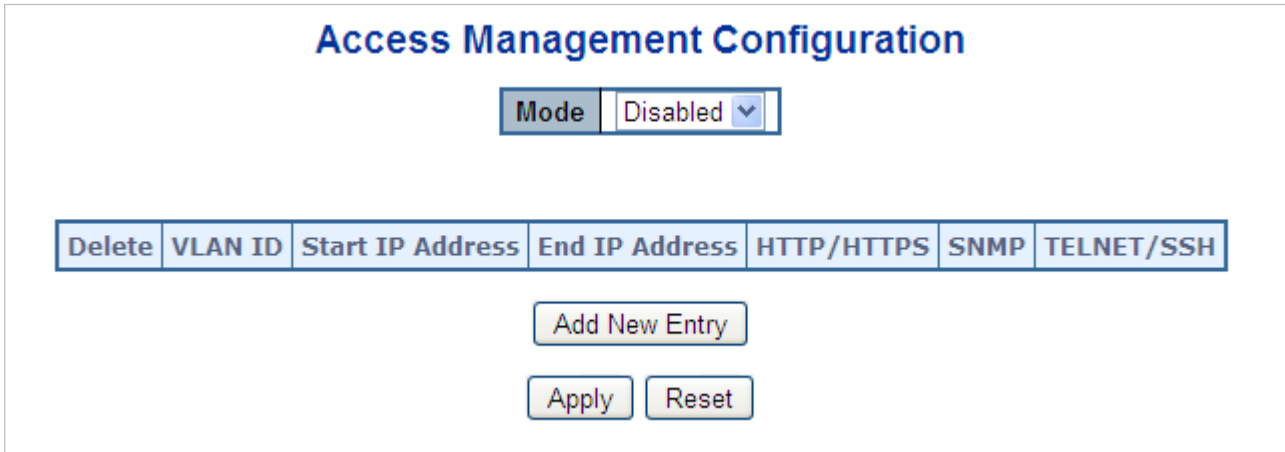 Access Management Configuration
Mode Disabled
Delete VLAN ID Start IP Address End IP Address HTTP/HTTPS SNMP TELNET/SSH
Add New Entry
Apply Reset